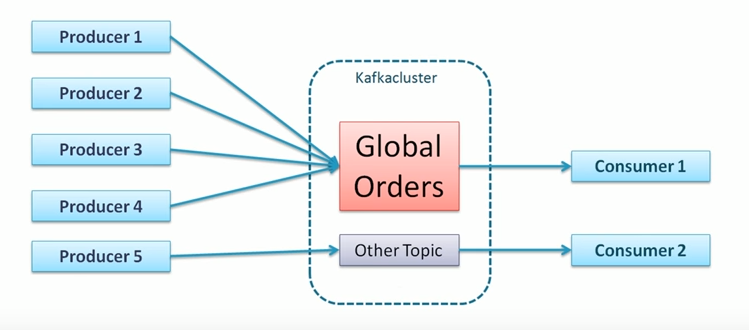 Producer 1
Producer 2
Producer 3
Producer 4
Producer 5
Kafkacluster
Global
Orders
Other Topic
Consumer 1
Consumer 2